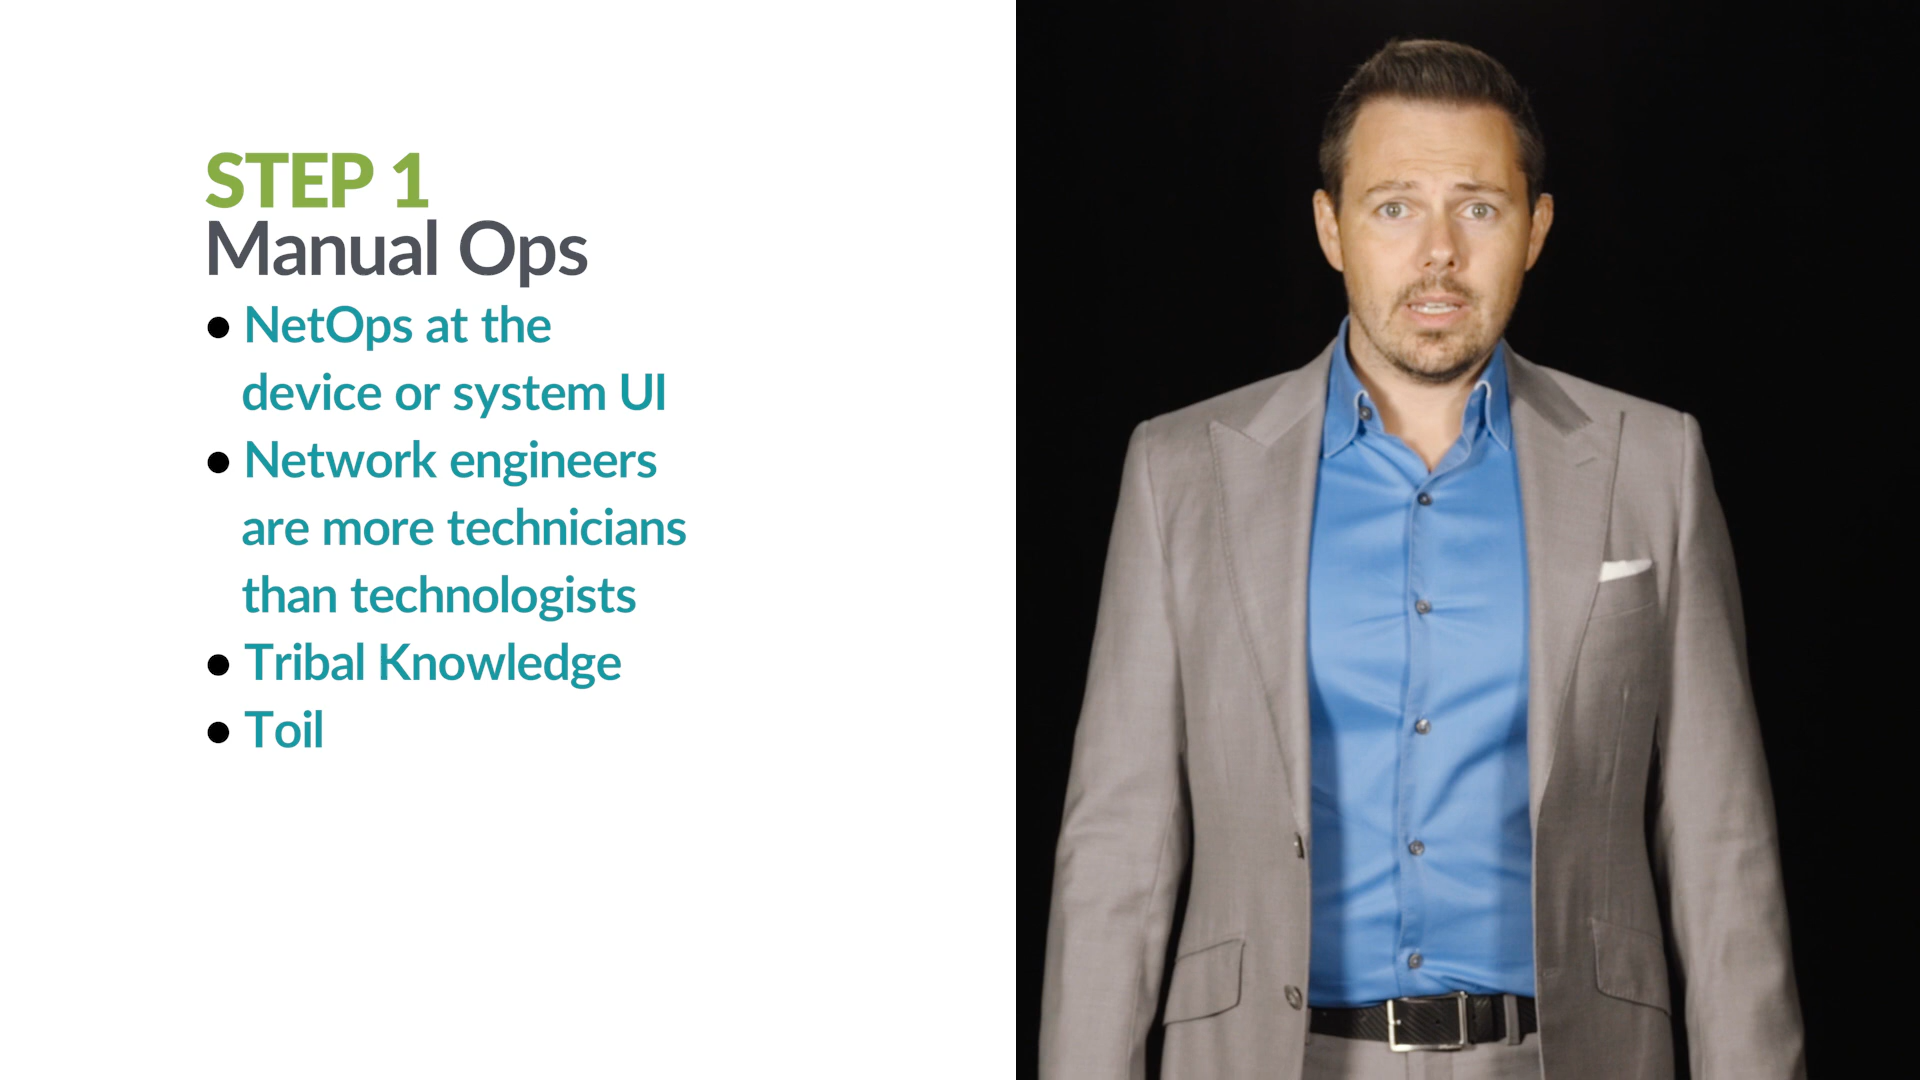 STEP 1
Manual Ops
● NetOps at the
device or system UI
● Network engineers
are more technicians
than technologists
● Tribal Knowledge
● Toil